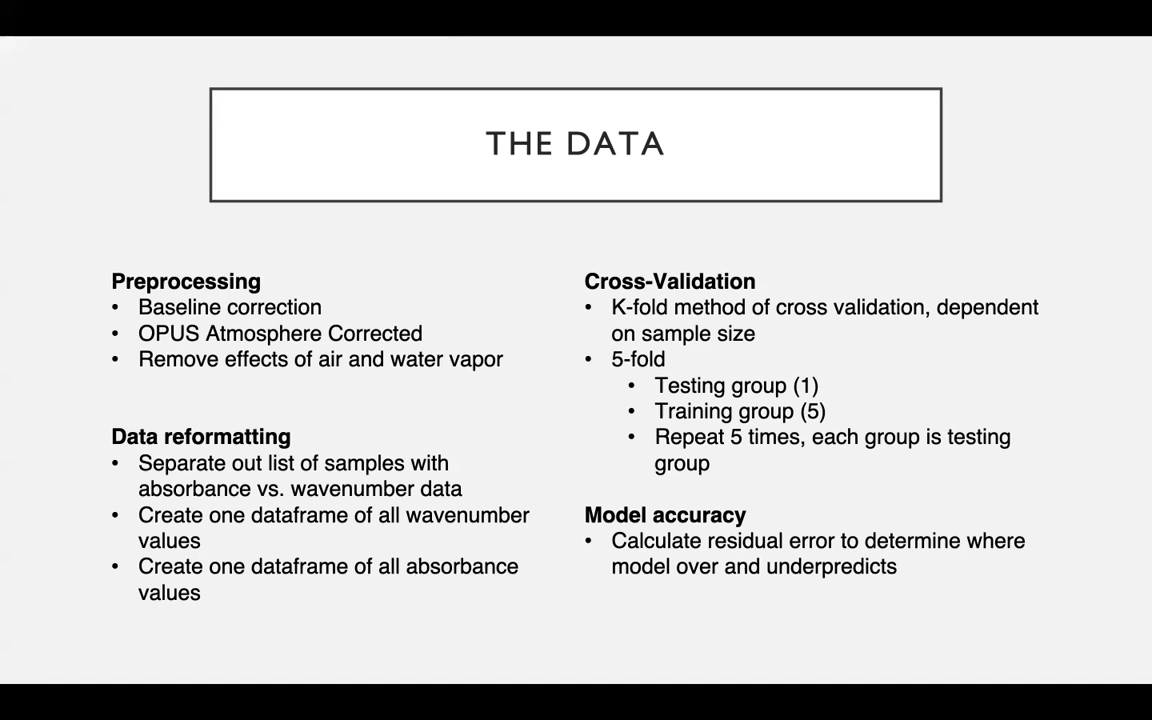 THE DATA
Preprocessing
• Baseline correction
• OPUS Atmosphere Corrected
• Remove effects of air and water vapor
Data reformatting
• Separate out list of samples with
absorbance vs. wavenumber data
• Create one dataframe of all wavenumber
values
• Create one dataframe of all absorbance
values
Cross-Validation
• K-fold method of cross validation, dependent
on sample size
• 5-fold
• Testing group (1)
• Training group (5)
• Repeat 5 times, each group is testing
group
Model accuracy
• Calculate residual error to determine where
model over and underpredicts